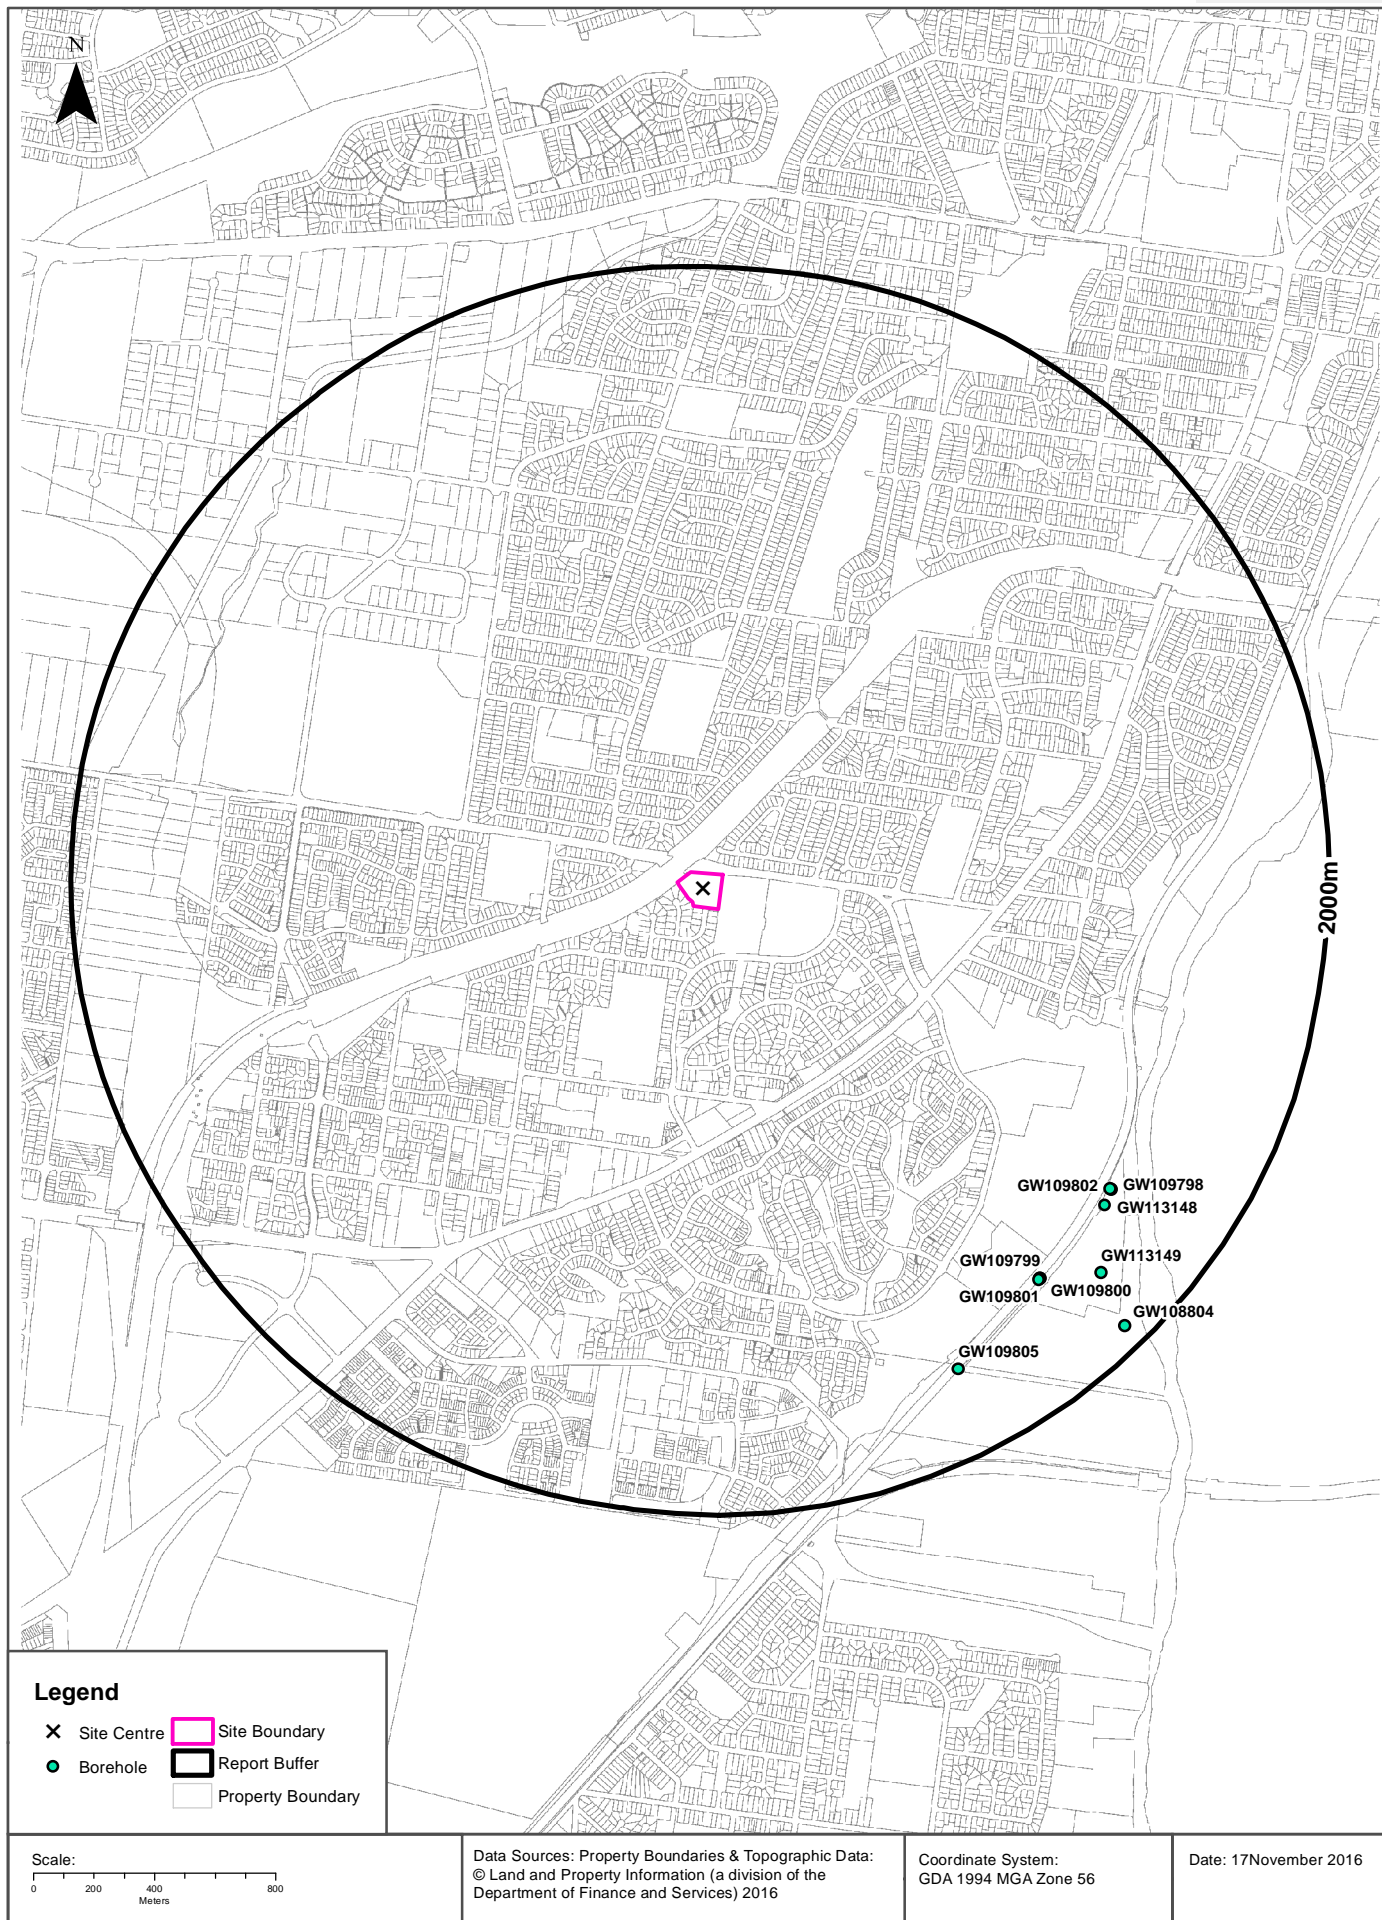 N
2000m
GW109802
GW109798
GW113148
GW109799
GW113149
GW109801
GW109800
GW108804
GW109805
Legend
Site Centre
Site Boundary
Borehole
Report Buffer
Property Boundary
Scale:
0 200 400 800
Meters
Data Sources: Property Boundaries & Topographic Data:
© Land and Property Information (a division of the
Department of Finance and Services) 2016
Coordinate System:
GDA 1994 MGA Zone 56
Date: 17November 2016